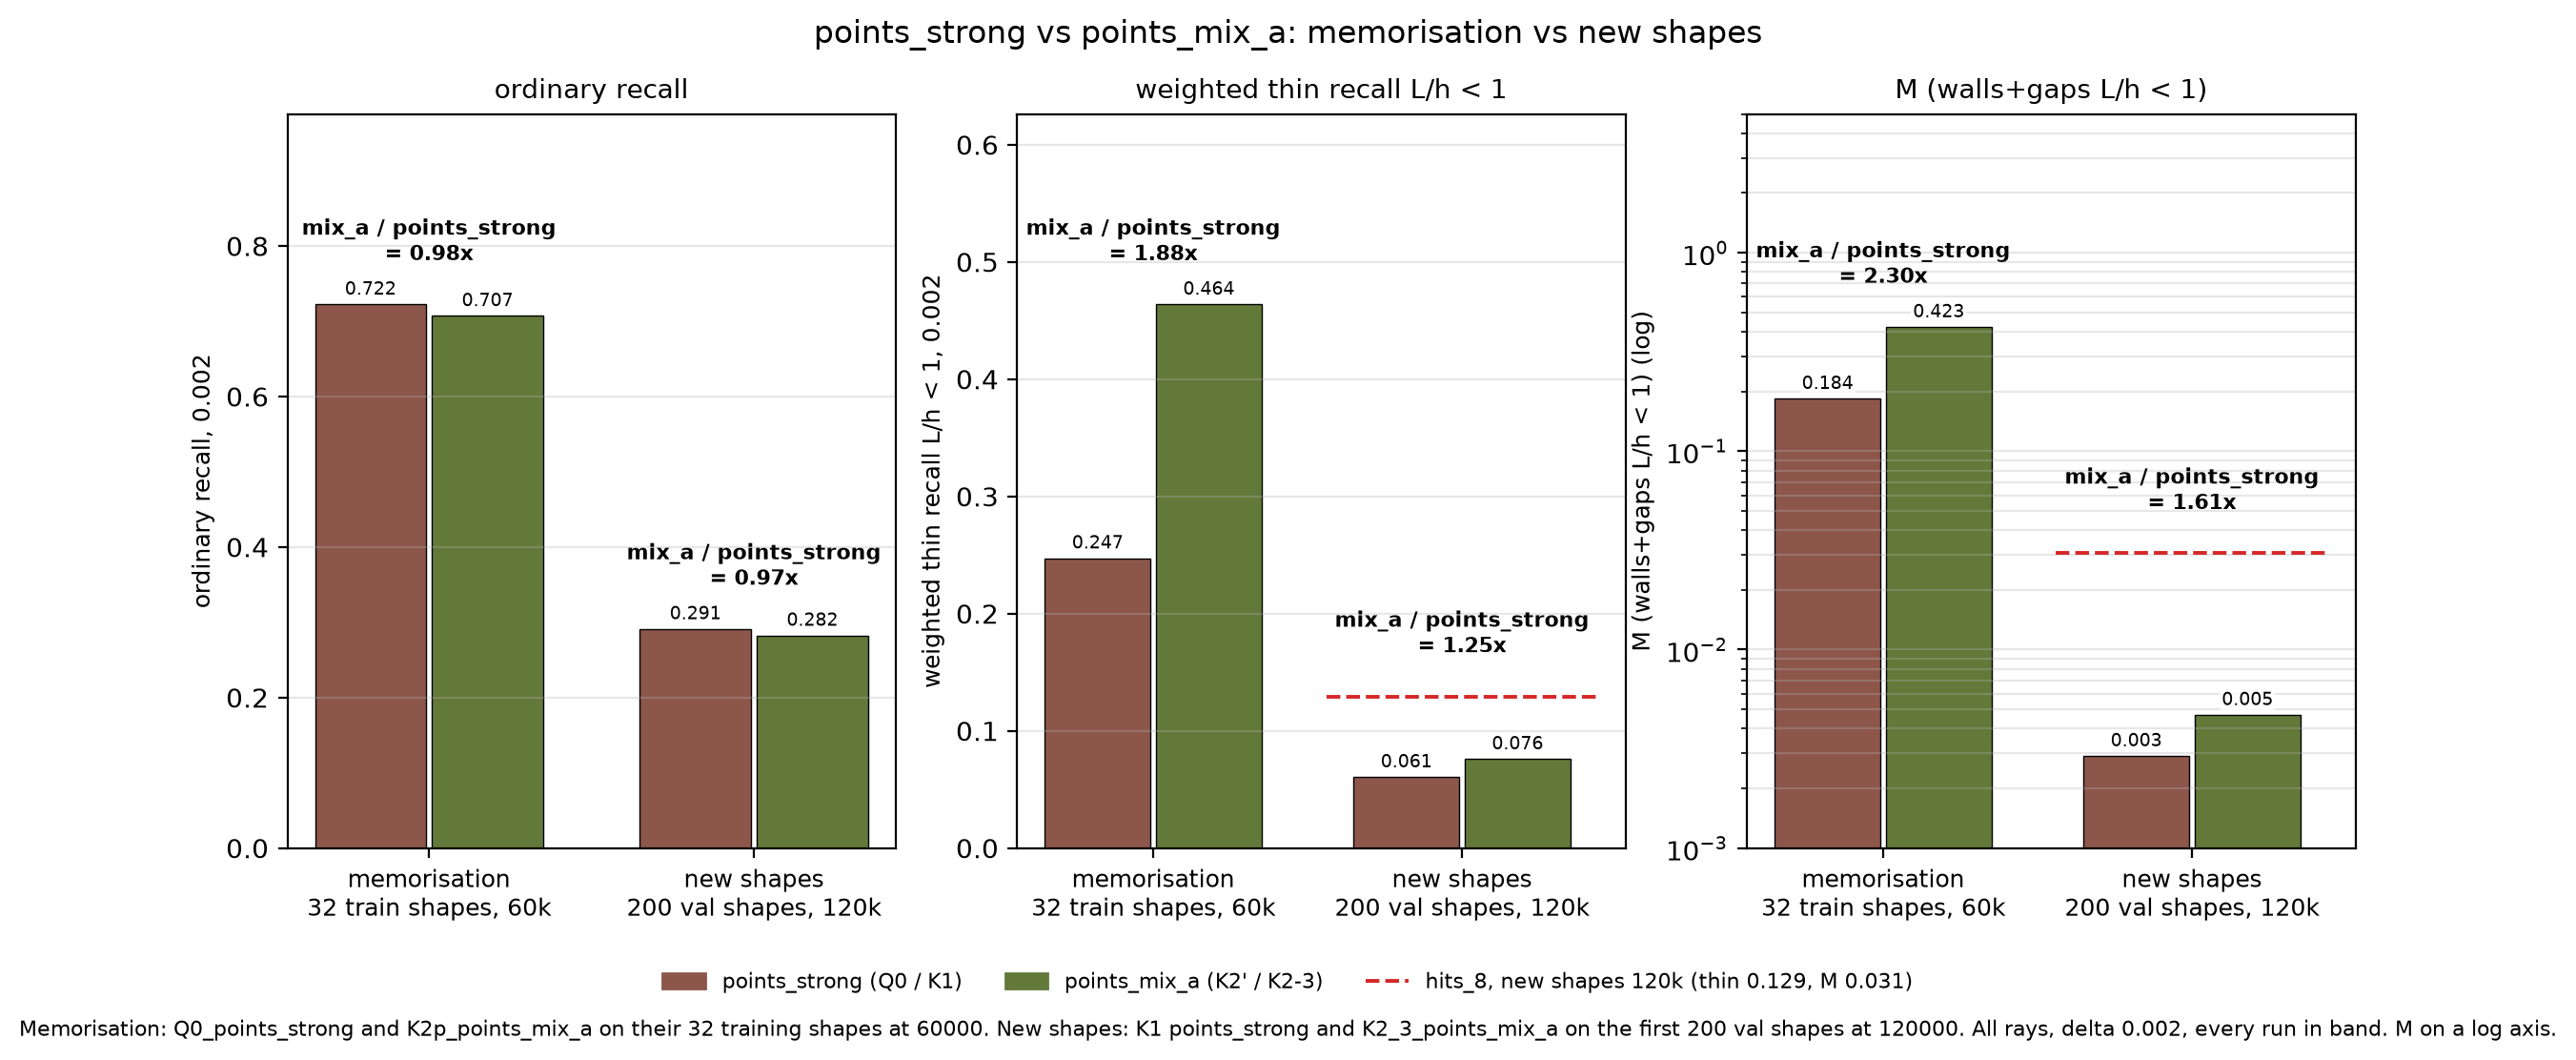 points_strong vs points_mix_a: memorisation vs new shapes
ordinary recall
ordinary recall, 0.002
0.8
0.6
0.4
0.2
0.0
mix_a / points_strong
= 0.98x
0.722
0.707
mix_a / points_strong
= 0.97x
0.291
0.282
memorisation
32 train shapes, 60k
new shapes
200 val shapes, 120k
weighted thin recall L/h < 1
weighted thin recall L/h < 1, 0.002
0.6
0.5
0.4
0.3
0.2
0.1
0.0
mix_a / points_strong
= 1.88x
0.464
0.247
mix_a / points_strong
= 1.25x
0.061
0.076
memorisation
32 train shapes, 60k
new shapes
200 val shapes, 120k
M (walls+gaps L/h < 1)
M (walls+gaps L/h < 1) (log)
10⁰
10⁻¹
10⁻²
10⁻³
mix_a / points_strong
= 2.30x
0.423
0.184
mix_a / points_strong
= 1.61x
0.003
0.005
memorisation
32 train shapes, 60k
new shapes
200 val shapes, 120k
points_strong (Q0 / K1)
points_mix_a (K2' / K2-3)
hits_8, new shapes 120k (thin 0.129, M 0.031)
Memorisation: Q0_points_strong and K2p_points_mix_a on their 32 training shapes at 60000. New shapes: K1 points_strong and K2_3_points_mix_a on the first 200 val shapes at 120000. All rays, delta 0.002, every run in band. M on a log axis.